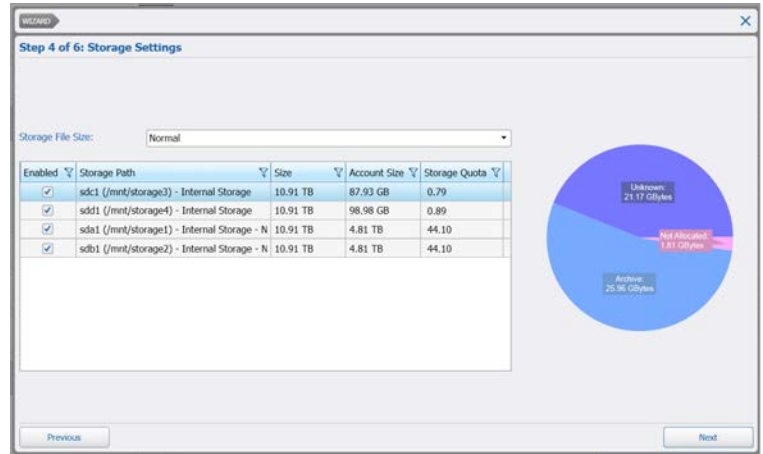 WIZARD
Step 4 of 6: Storage Settings
Storage File Size: Normal
Enabled Storage Path Size Account Size Storage Quota
sdc1 (/mnt/storage3) - Internal Storage 10.91 TB 87.93 GB 0.79
sdd1 (/mnt/storage4) - Internal Storage 10.91 TB 98.98 GB 0.89
sda1 (/mnt/storage1) - Internal Storage - N 10.91 TB 4.81 TB 44.10
sdb1 (/mnt/storage2) - Internal Storage - N 10.91 TB 4.81 TB 44.10
Unknown:
21.17 GBytes
Not Allocated:
1.81 GBytes
Archive:
25.96 GBytes
Previous Next